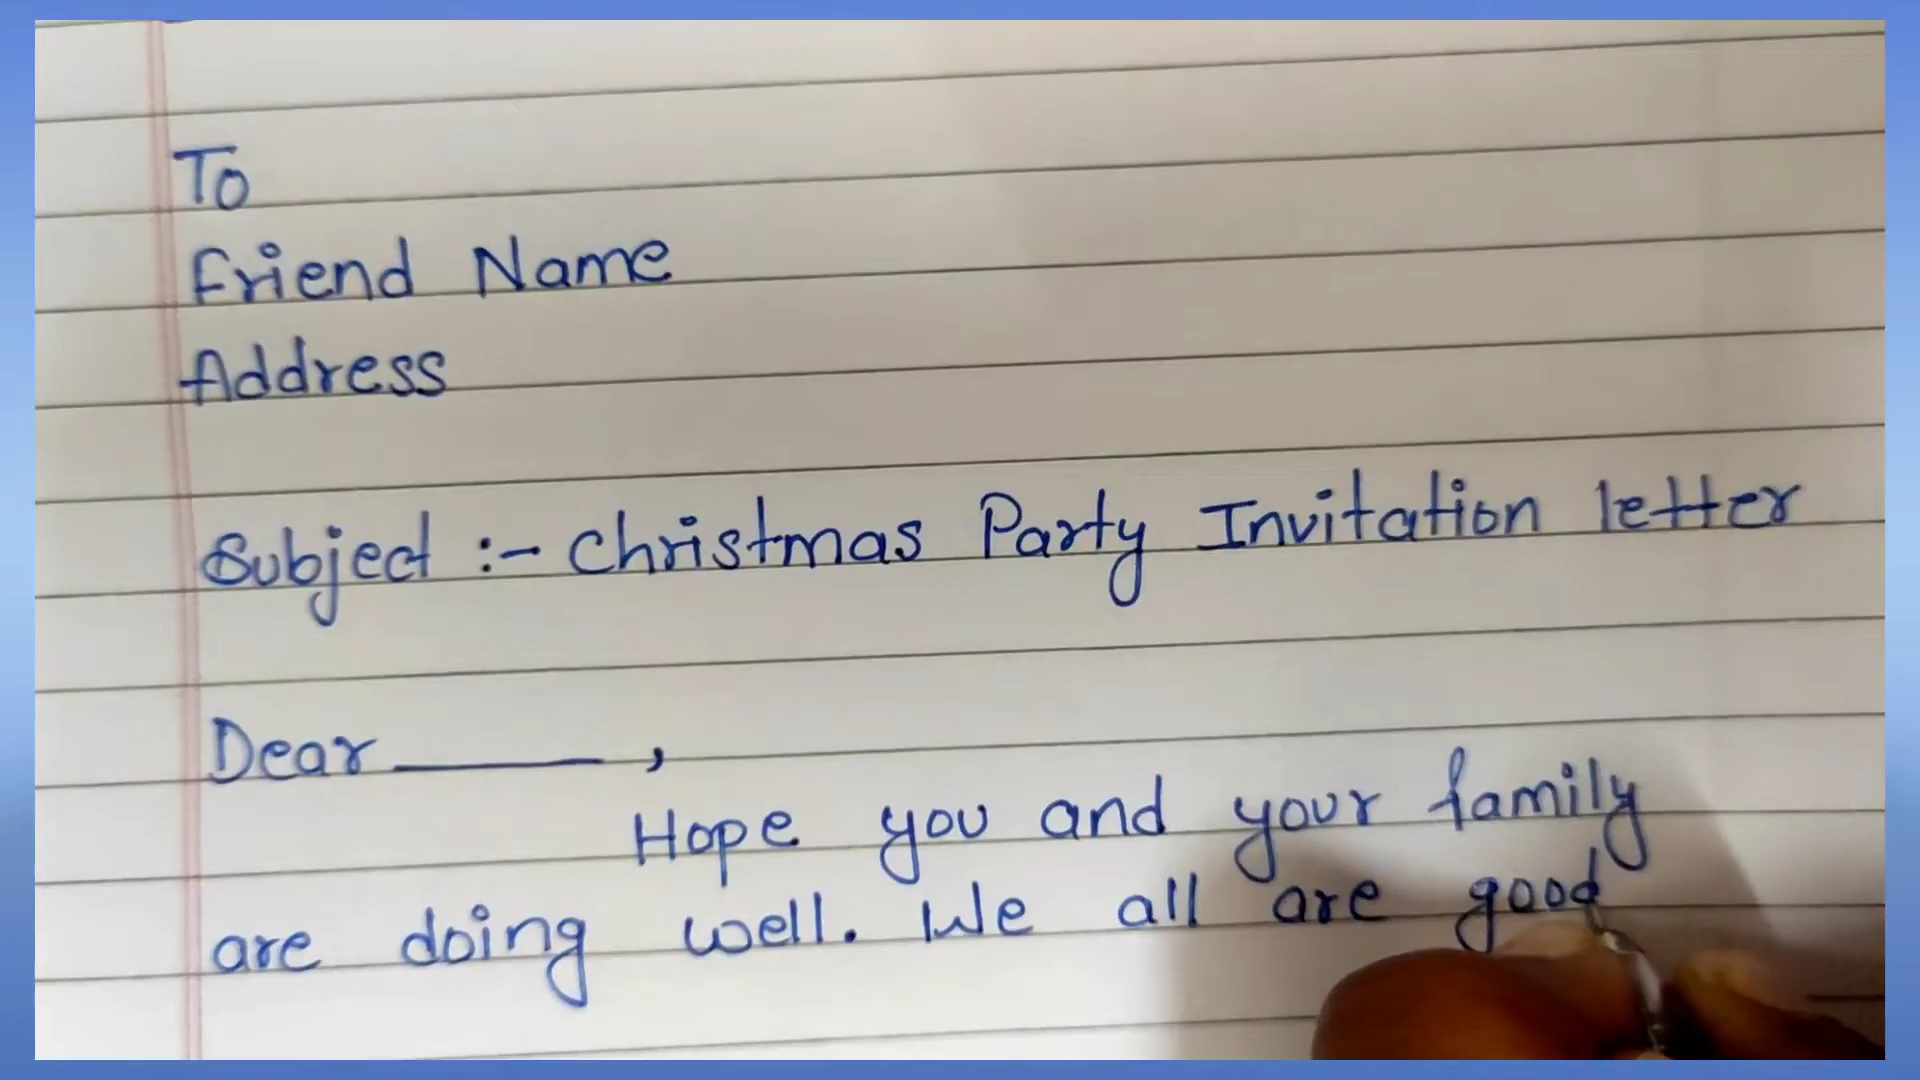 To
Friend Name
Address
Subject :- Christmas Party Invitation letter
Dear ______ ,
Hope you and your family
are doing well. We all are good